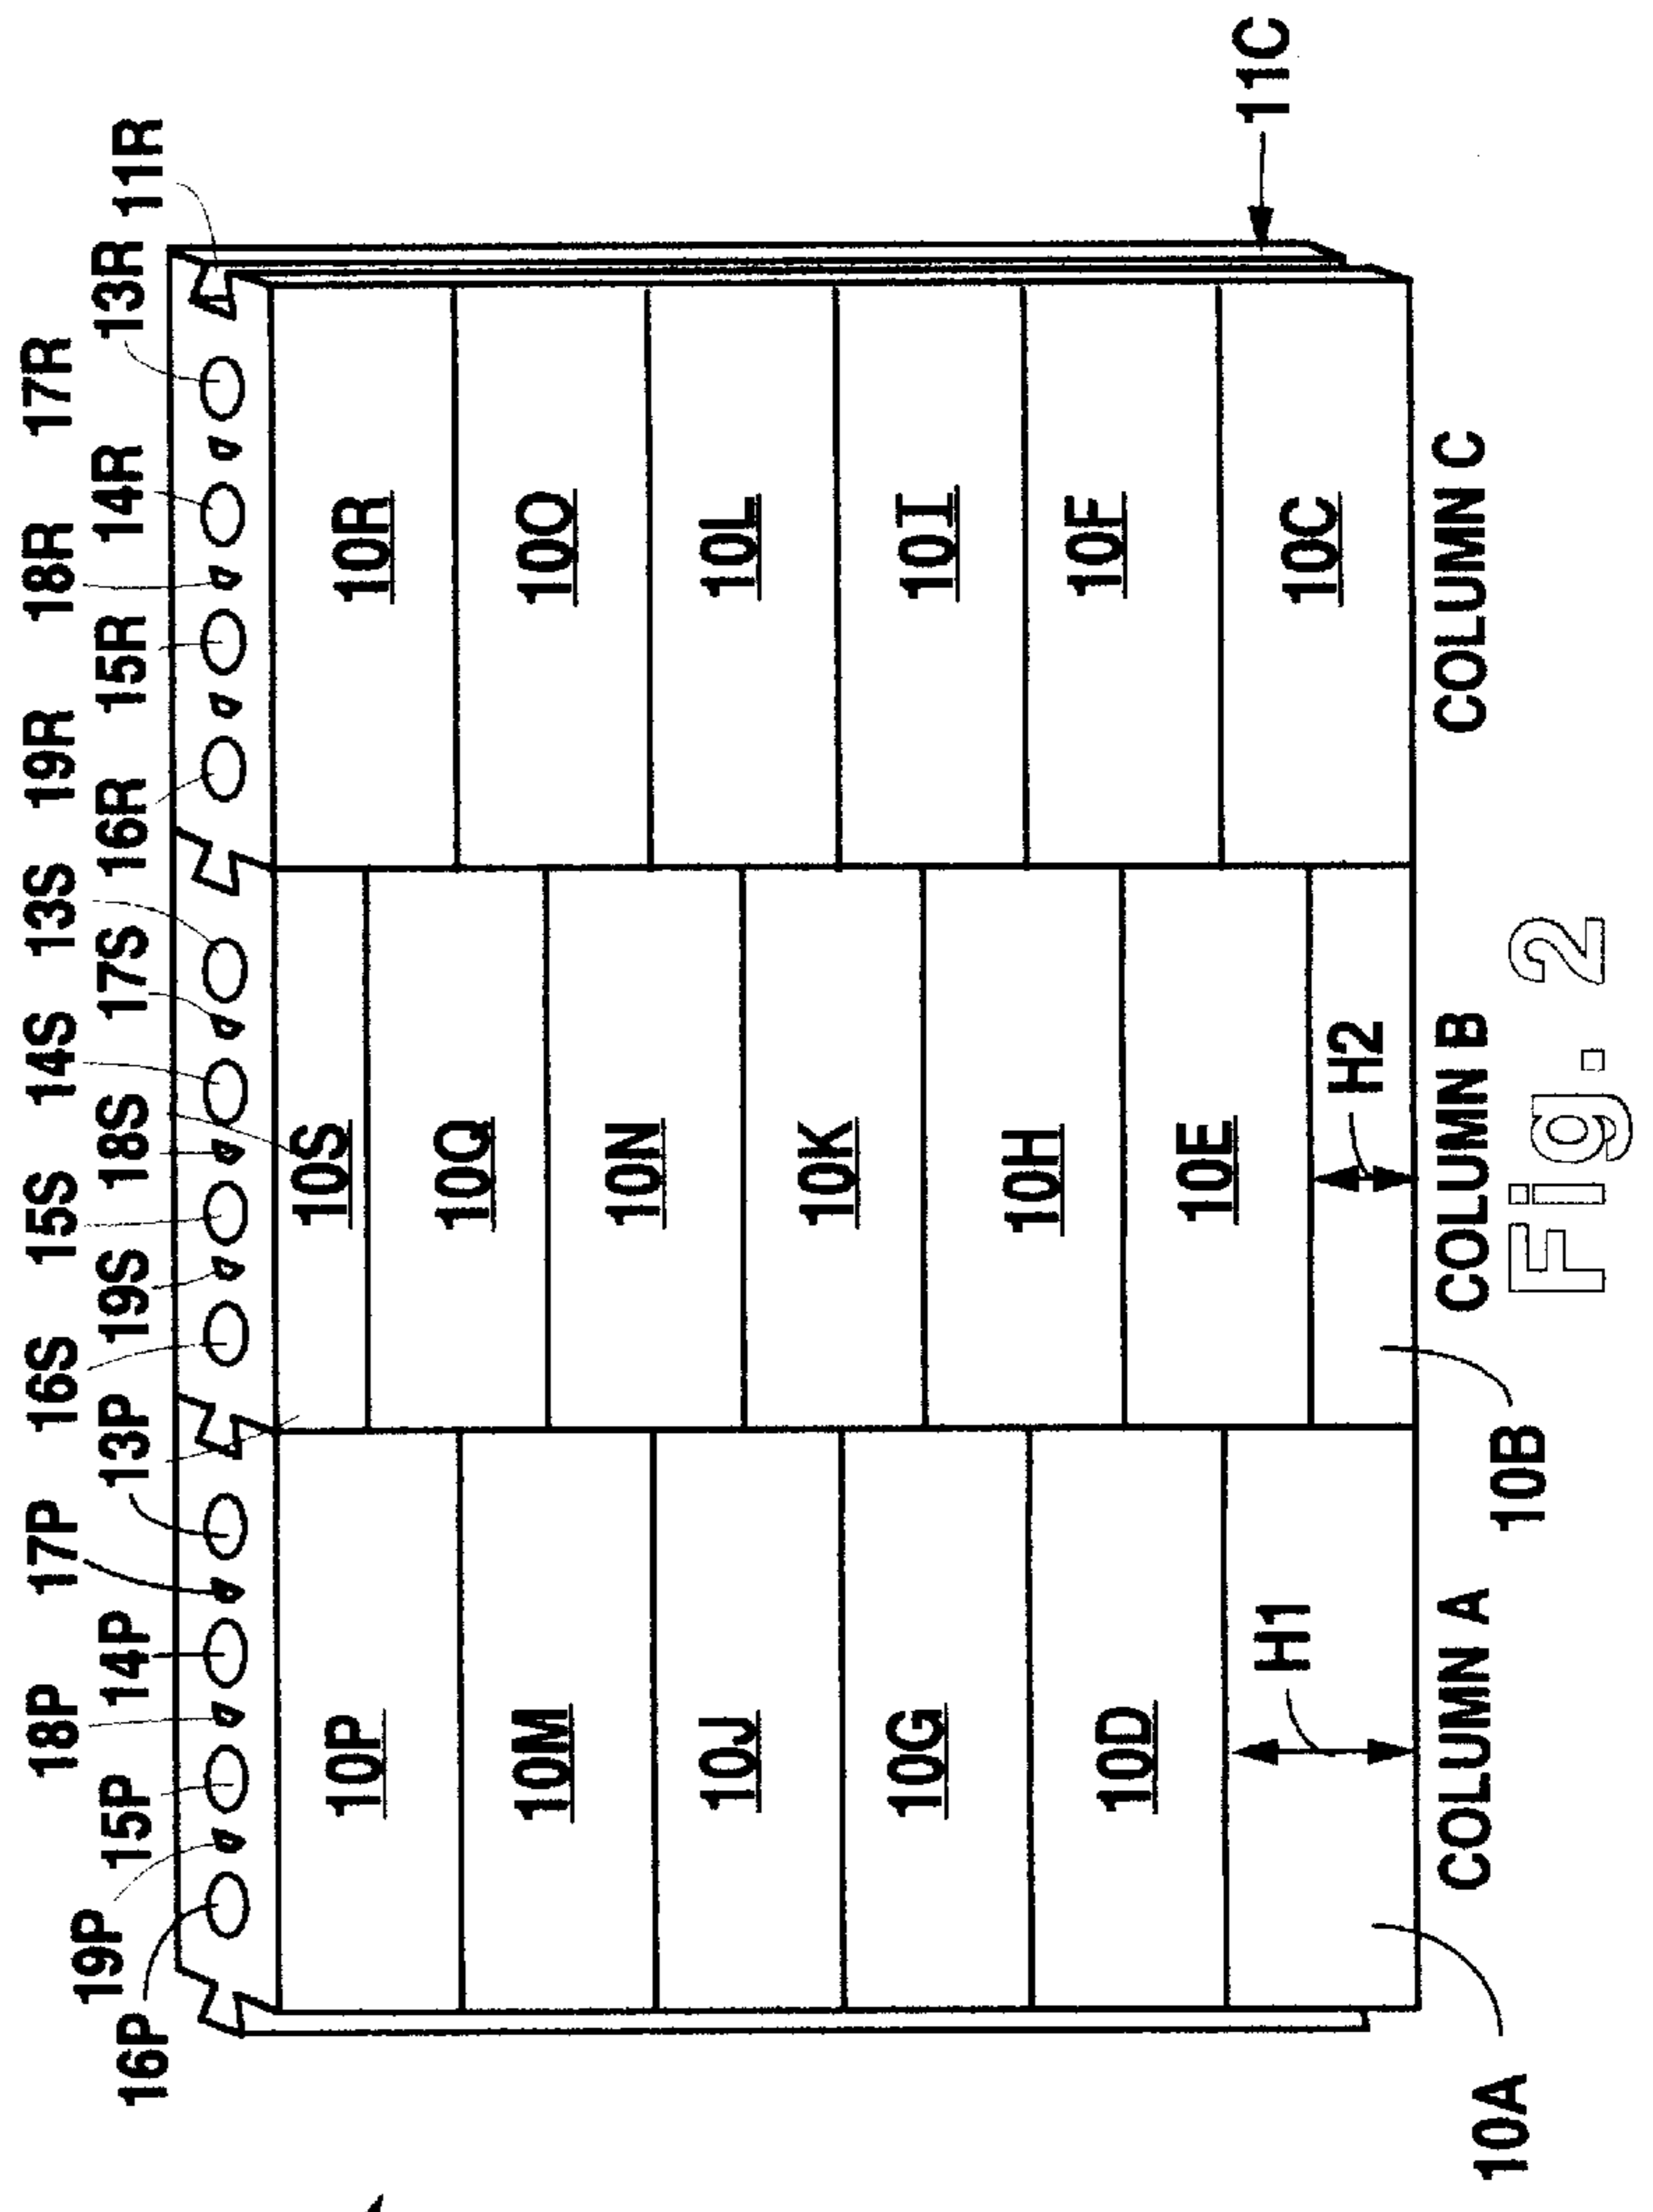 18P 17P 16S 15S 14S 13S 19R 18R 17R
16P 19P 15P 14P 13P 19S 18S 17S 16R 15R 14R 13R 11R
10P 10S 10R
10M 10Q 10O
10J 10N 10L
10G 10K 10I
10D 10H 10F
H1 10E 10C 11C
H2
COLUMN A COLUMN B COLUMN C
10A 10B
Fig. 2